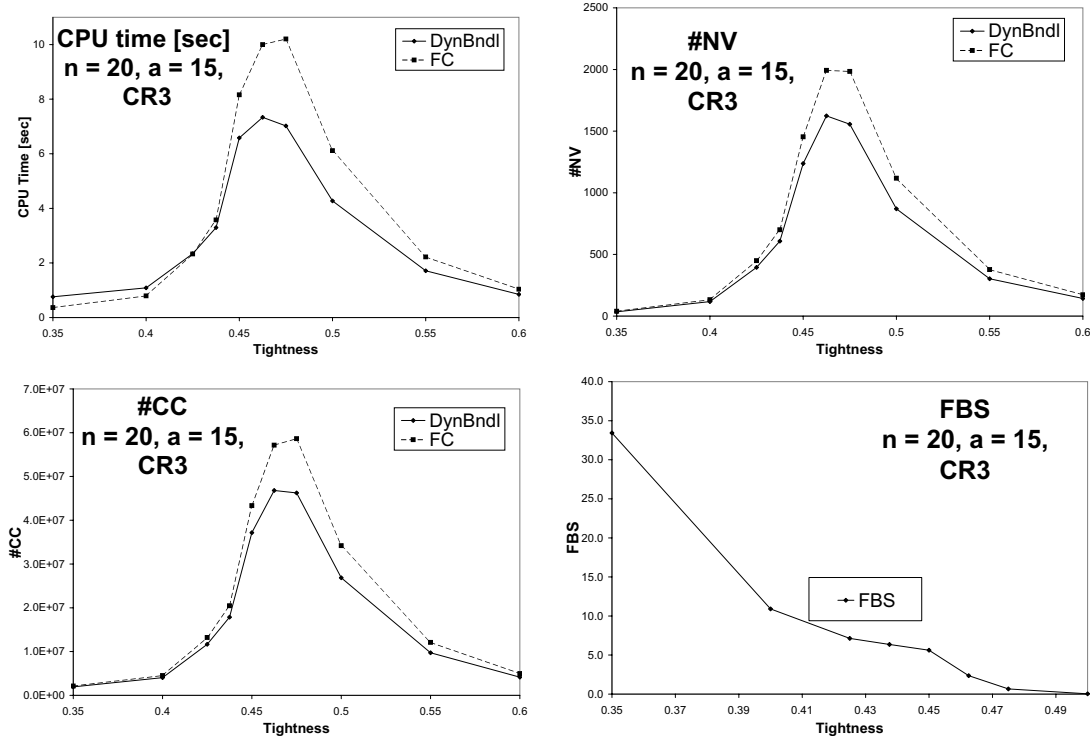 CPU time [sec]
n = 20, a = 15,
CR3
DynBndl
FC
CPU Time [sec]
10
8
6
4
2
0
0.35 0.4 0.45 0.5 0.55 0.6
Tightness
#NV
n = 20, a = 15,
CR3
DynBndl
FC
#NV
2500
2000
1500
1000
500
0
0.35 0.4 0.45 0.5 0.55 0.6
Tightness
#CC
n = 20, a = 15,
CR3
DynBndl
FC
#CC
7.0E+07
6.0E+07
5.0E+07
4.0E+07
3.0E+07
2.0E+07
1.0E+07
0.0E+00
0.35 0.4 0.45 0.5 0.55 0.6
Tightness
FBS
n = 20, a = 15,
CR3
FBS
FBS
40.0
35.0
30.0
25.0
20.0
15.0
10.0
5.0
0.0
0.35 0.37 0.39 0.41 0.43 0.45 0.47 0.49
Tightness